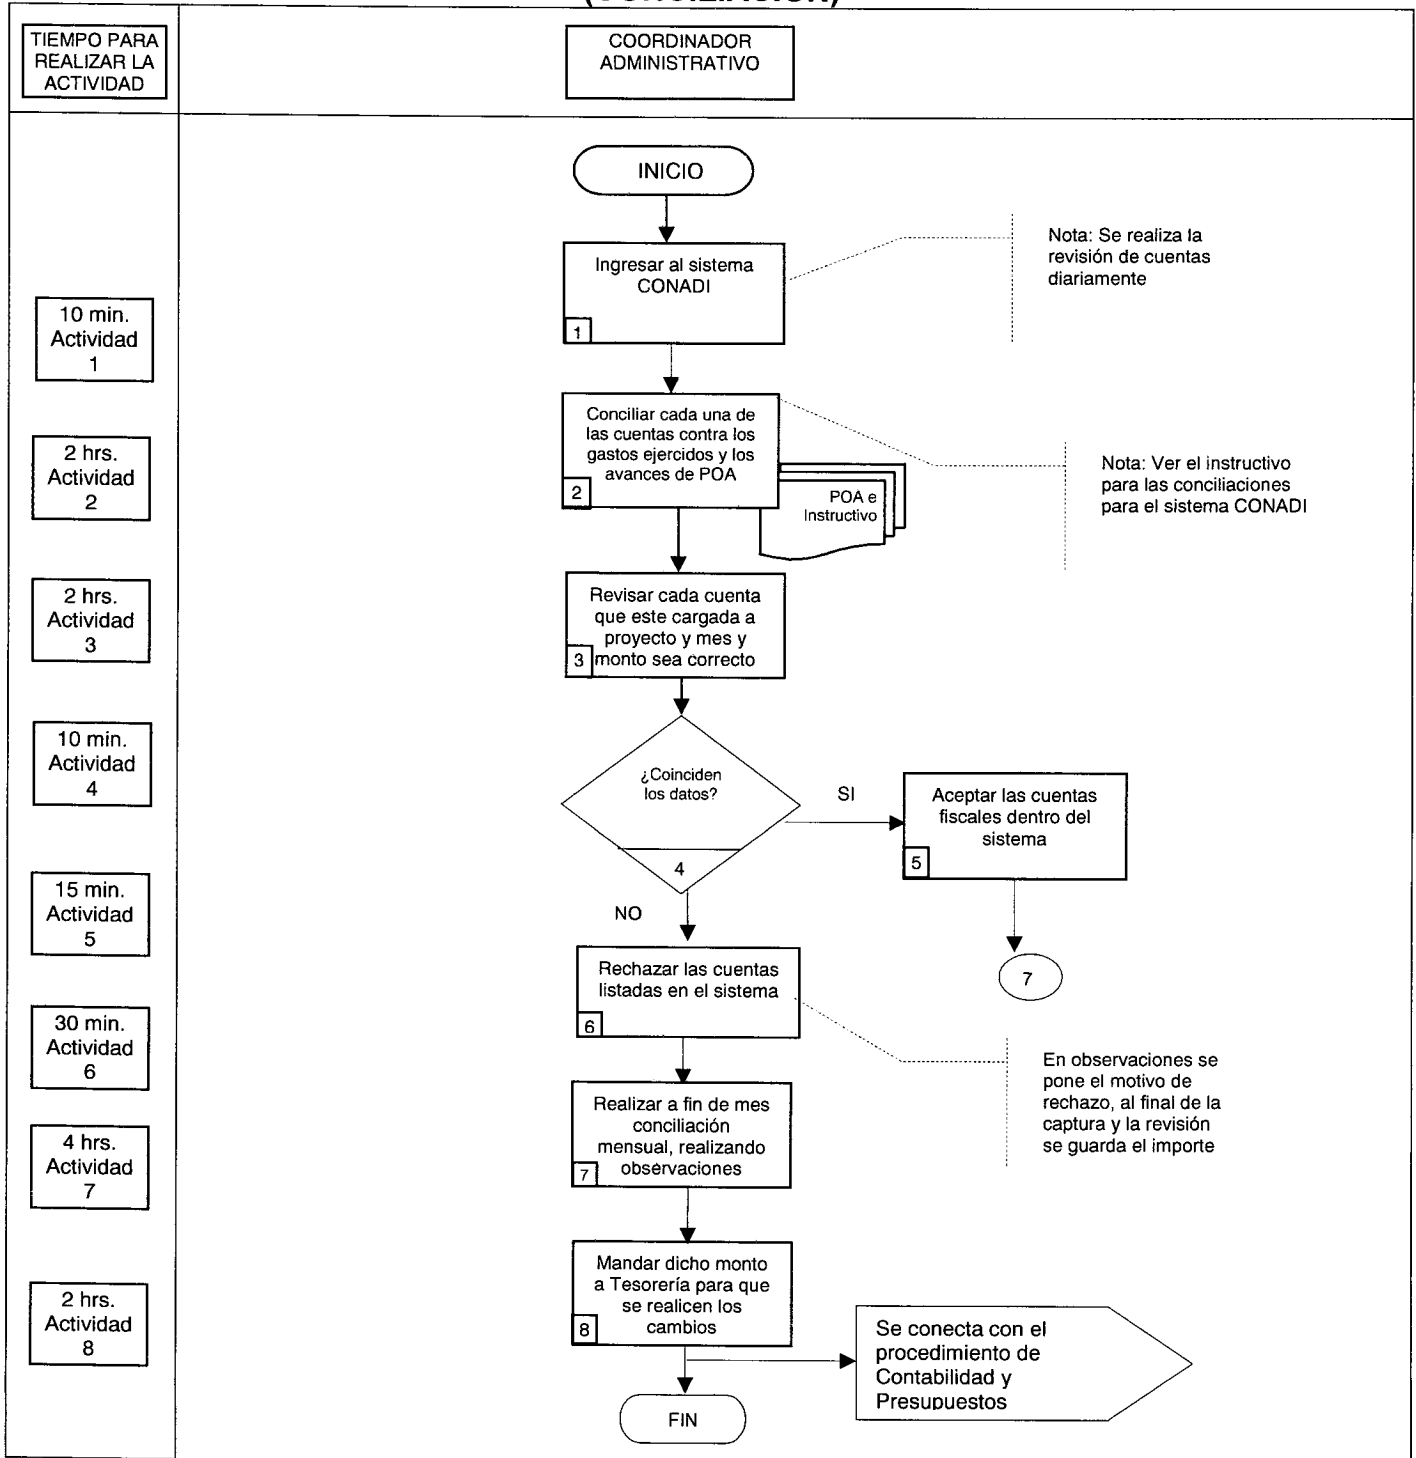 TIEMPO PARA
REALIZAR LA
ACTIVIDAD
COORDINADOR
ADMINISTRATIVO
INICIO
Ingresar al sistema
CONADI
1
Nota: Se realiza la
revisión de cuentas
diariamente
10 min.
Actividad
1
Conciliar cada una de
las cuentas contra los
gastos ejercidos y los
avances de POA
2
POA e
Instructivo
Nota: Ver el instructivo
para las conciliaciones
para el sistema CONADI
2 hrs.
Actividad
2
Revisar cada cuenta
que este cargada a
proyecto y mes y
monto sea correcto
3
2 hrs.
Actividad
3
10 min.
Actividad
4
¿Coinciden
los datos?
4
SI
Aceptar las cuentas
fiscales dentro del
sistema
5
NO
15 min.
Actividad
5
7
Rechazar las cuentas
listadas en el sistema
6
30 min.
Actividad
6
En observaciones se
pone el motivo de
rechazo, al final de la
captura y la revisión
se guarda el importe
Realizar a fin de mes
conciliación
mensual, realizando
observaciones
7
4 hrs.
Actividad
7
Mandar dicho monto
a Tesorería para que
se realicen los
cambios
8
2 hrs.
Actividad
8
Se conecta con el
procedimiento de
Contabilidad y
Presupuestos
FIN